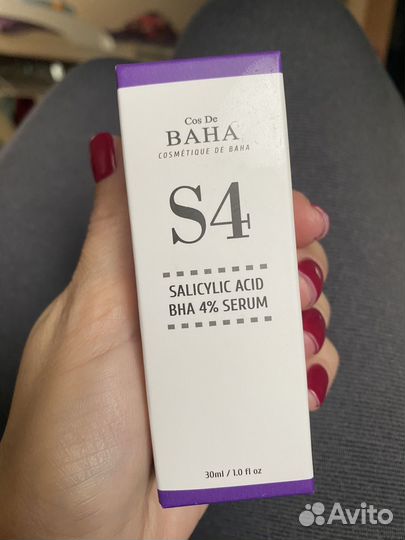 Cos De
BAHA
COSMÉTIQUE DE BAHA
S4
SALICYLIC ACID
BHA 4% SERUM
30ml / 1.0 fl oz
Avito